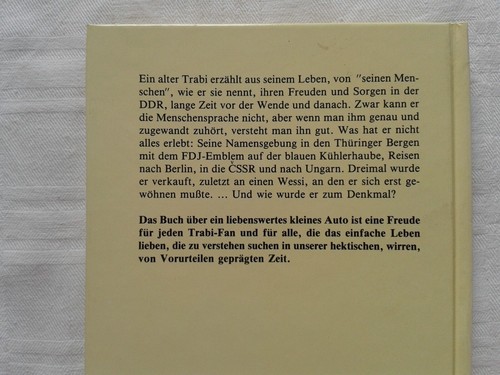 Ein alter Trabi erzählt aus seinem Leben, von "seinen Men-
schen", wie er sie nennt, ihren Freuden und Sorgen in der
DDR, lange Zeit vor der Wende und danach. Zwar kann er
die Menschensprache nicht, aber wenn man ihm genau und
zugewandt zuhört, versteht man ihn gut. Was hat er nicht
alles erlebt: Seine Namensgebung in den Thüringer Bergen
mit dem FDJ-Emblem auf der blauen Kühlerhaube, Reisen
nach Berlin, in die ČSSR und nach Ungarn. Dreimal wurde
er verkauft, zuletzt an einen Wessi, an den er sich erst ge-
wöhnen mußte. ... Und wie wurde er zum Denkmal?
Das Buch über ein liebenswertes kleines Auto ist eine Freude
für jeden Trabi-Fan und für alle, die das einfache Leben
lieben, die zu verstehen suchen in unserer hektischen, wirren,
von Vorurteilen geprägten Zeit.